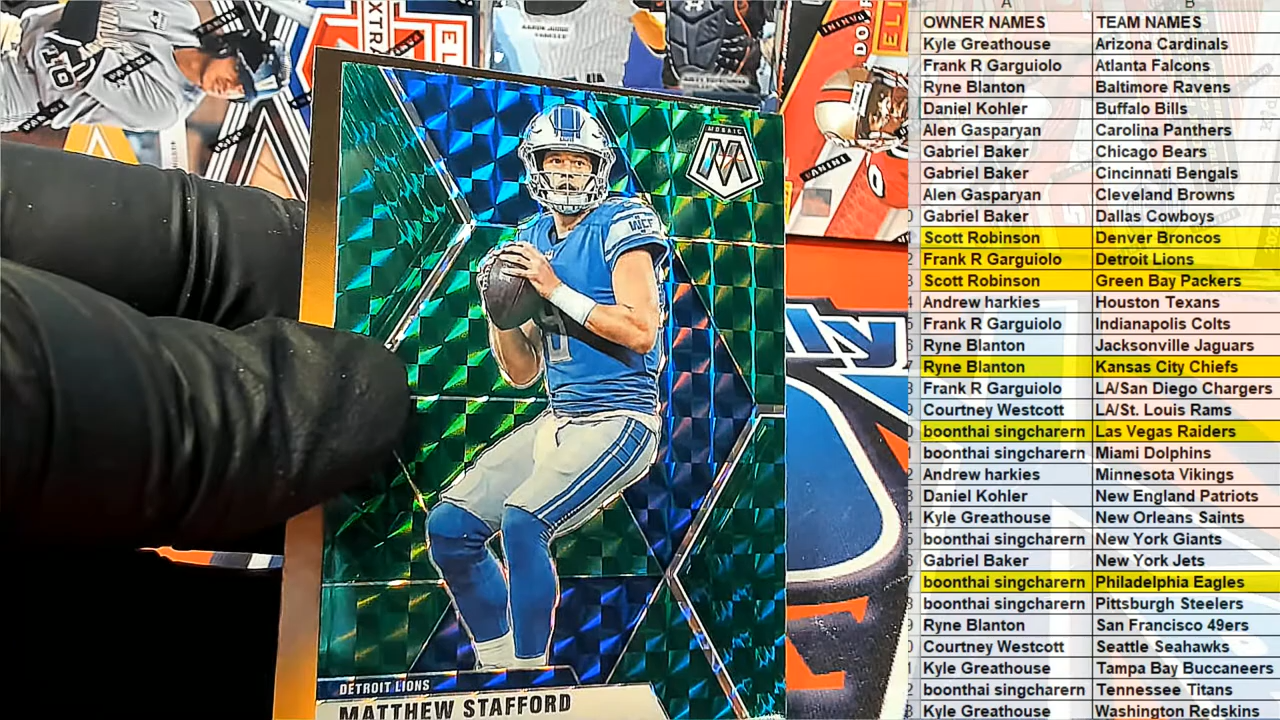 OWNER NAMES TEAM NAMES
Kyle Greathouse Arizona Cardinals
Frank R Garguiolo Atlanta Falcons
Ryne Blanton Baltimore Ravens
Daniel Kohler Buffalo Bills
Alen Gasparyan Carolina Panthers
Gabriel Baker Chicago Bears
Gabriel Baker Cincinnati Bengals
Alen Gasparyan Cleveland Browns
Gabriel Baker Dallas Cowboys
Scott Robinson Denver Broncos
Frank R Garguiolo Detroit Lions
Scott Robinson Green Bay Packers
Andrew harkies Houston Texans
Frank R Garguiolo Indianapolis Colts
Ryne Blanton Jacksonville Jaguars
Ryne Blanton Kansas City Chiefs
Frank R Garguiolo LA/San Diego Chargers
Courtney Westcott LA/St. Louis Rams
boonthai singcharern Las Vegas Raiders
boonthai singcharern Miami Dolphins
Andrew harkies Minnesota Vikings
Daniel Kohler New England Patriots
Kyle Greathouse New Orleans Saints
boonthai singcharern New York Giants
Gabriel Baker New York Jets
boonthai singcharern Philadelphia Eagles
boonthai singcharern Pittsburgh Steelers
Ryne Blanton San Francisco 49ers
Courtney Westcott Seattle Seahawks
Kyle Greathouse Tampa Bay Buccaneers
boonthai singcharern Tennessee Titans
Kyle Greathouse Washington Redskins
MOSAIC
WCF
PANINI
DETROIT LIONS
MATTHEW STAFFORD